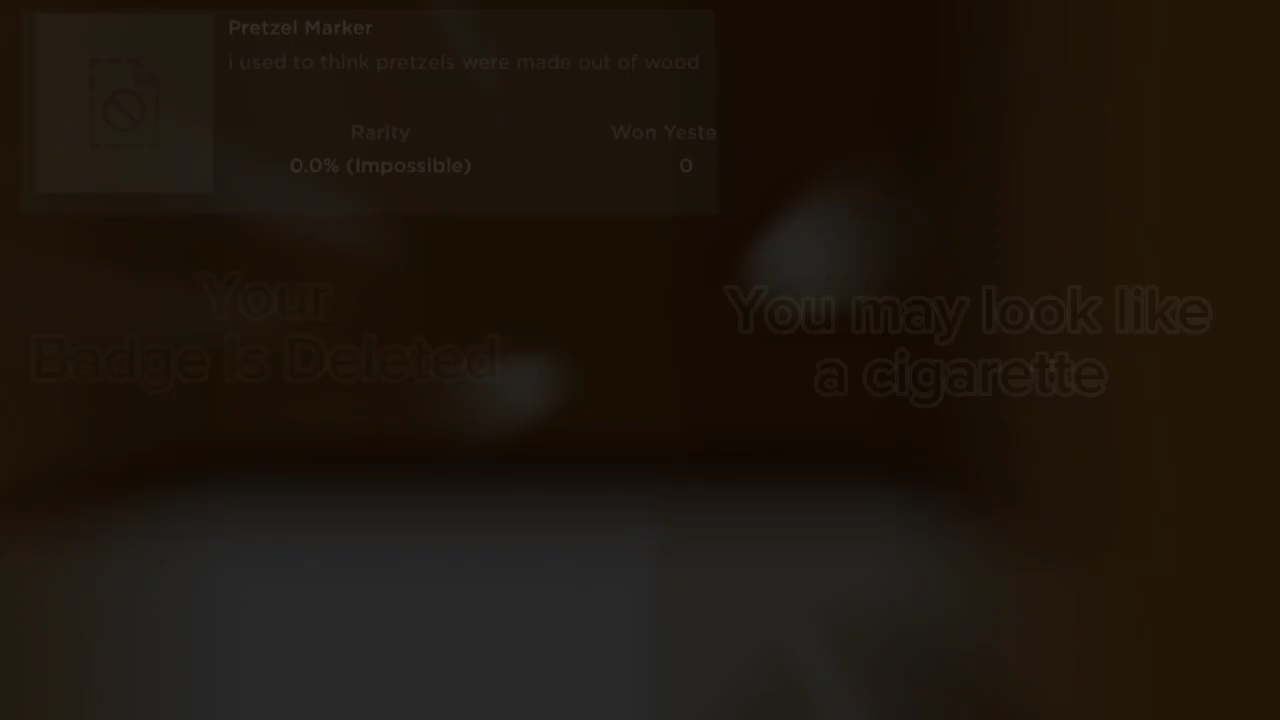 Pretzel Marker
i used to think pretzels were made out of wood
Rarity
Won Yeste
0.0% (Impossible)
0
Your
Badge is Deleted
You may look like
a cigarette